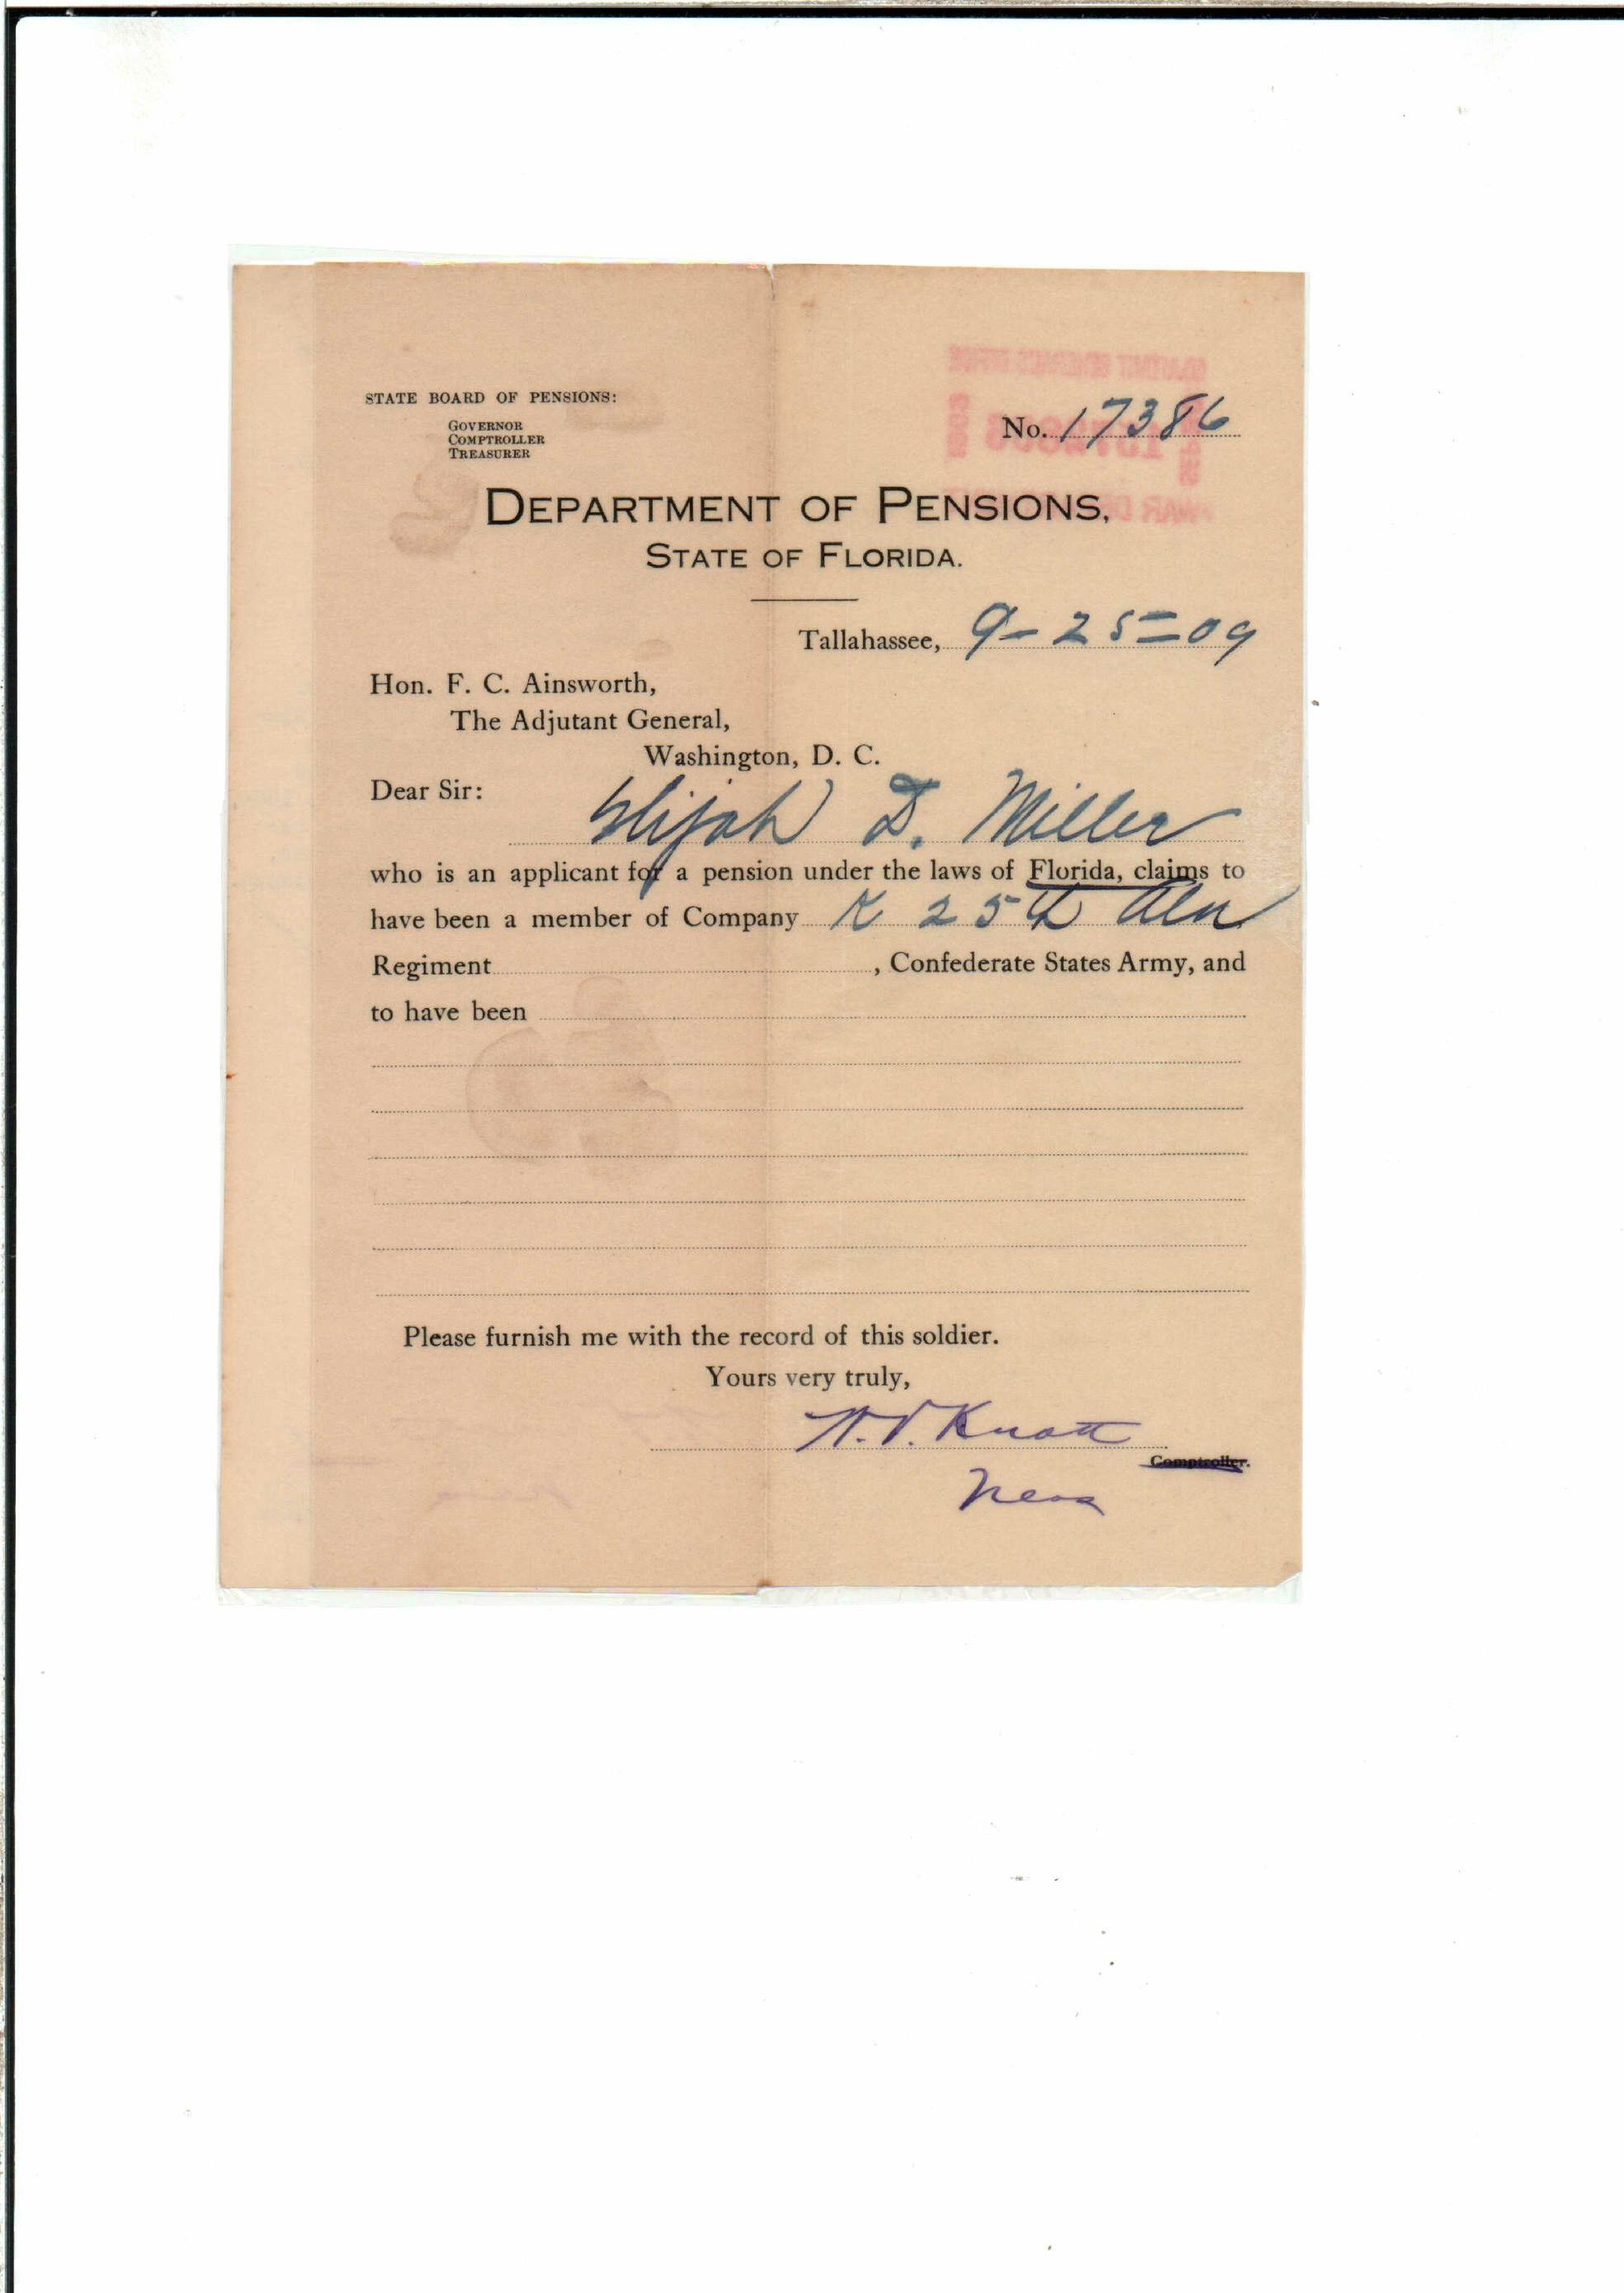 STATE BOARD OF PENSIONS:
GOVERNOR
COMPTROLLER
TREASURER
No. 17386
DEPARTMENT OF PENSIONS,
STATE OF FLORIDA.
Tallahassee, 9-25-09
Hon. F. C. Ainsworth,
The Adjutant General,
Washington, D. C.
Dear Sir:
Elijah D. Miller
who is an applicant for a pension under the laws of Florida, claims to
have been a member of Company K 25th Ala
Regiment , Confederate States Army, and
to have been
Please furnish me with the record of this soldier.
Yours very truly,
W. V. Knott
Comptroller.